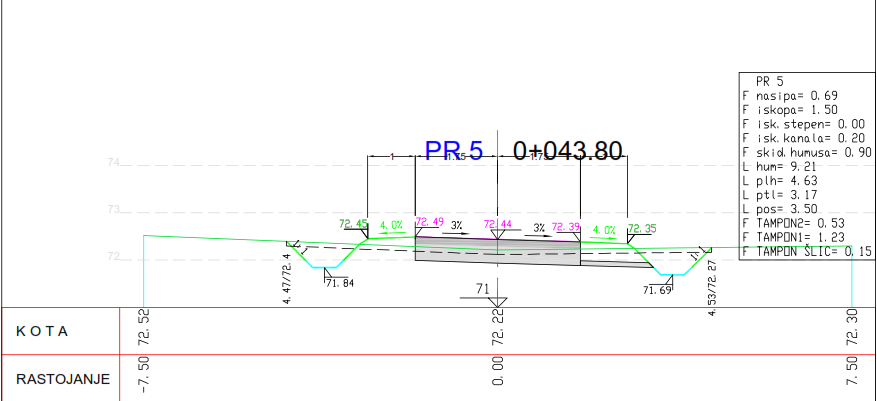 PR 5
F nasipa= 0.69
F iskopa= 1.50
F isk.stepen= 0.00
F isk.kanala= 0.20
F skid.humusa= 0.90
L hum= 9.21
L plh= 4.63
L ptl= 3.17
L pos= 3.50
F TAMPON2= 0.53
F TAMPON1= 1.23
F TAMPON ŠLIC= 0.15
PR 5 0+043.80
1 1.75 1.75
74
73
72
72.45 4.0% 72.49 3% 72.44 3% 72.39 4.0% 72.35
4.47/72.4
71.84
71.69
4.53/72.27
71
KOTA 72.52 72.22 72.30
RASTOJANJE -7.50 0.00 7.50